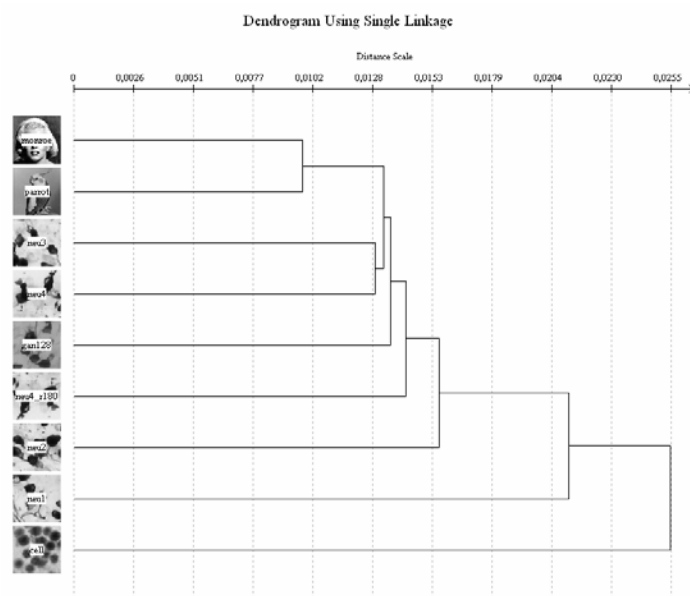 Dendrogram Using Single Linkage
Distance Scale
0 0,0026 0,0051 0,0077 0,0102 0,0128 0,0153 0,0179 0,0204 0,0230 0,0255
monroe
parrot
neu3
neu4
gan128
neu4_r180
neu2
neu1
cell